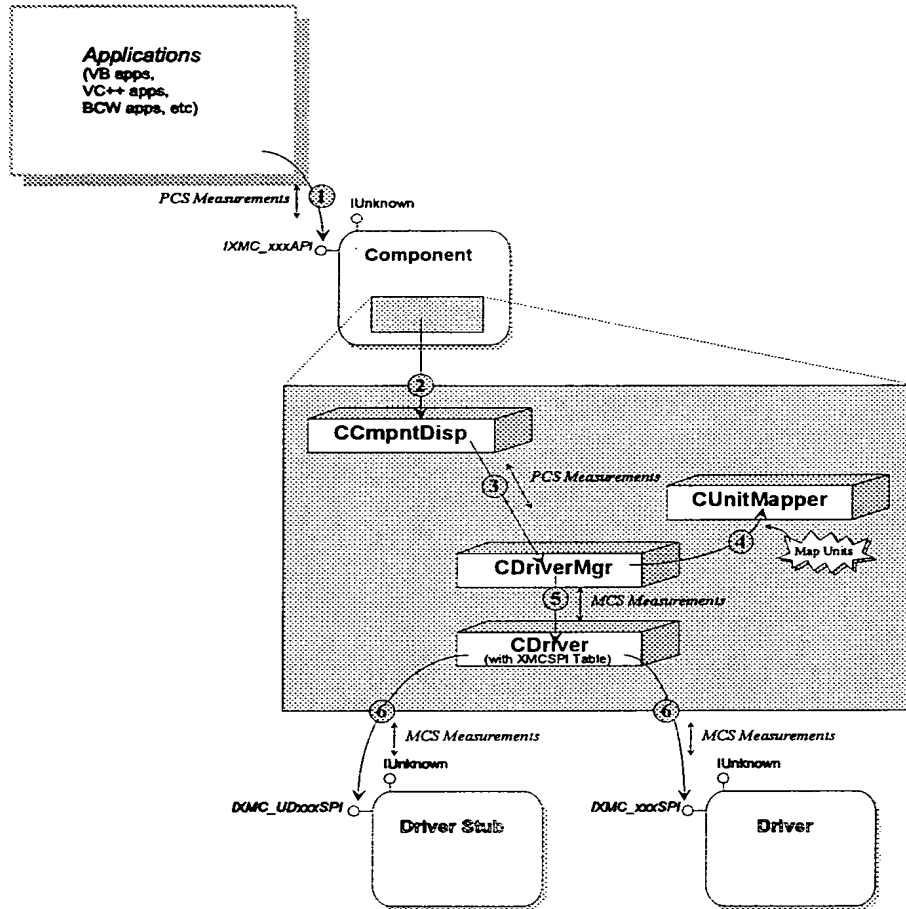 Applications
(VB apps,
VC++ apps,
BCW apps, etc)
1
PCS Measurements
IUnknown
IXMC_xxxAPI
Component
2
CCmpntDisp
3
PCS Measurements
CUnitMapper
4
Map Units
CDriverMgr
5
MCS Measurements
CDriver
(with XMCSPI Table)
6
6
MCS Measurements
MCS Measurements
IUnknown
IUnknown
IXMC_UDxxxSPI
IXMC_xxxSPI
Driver Stub
Driver